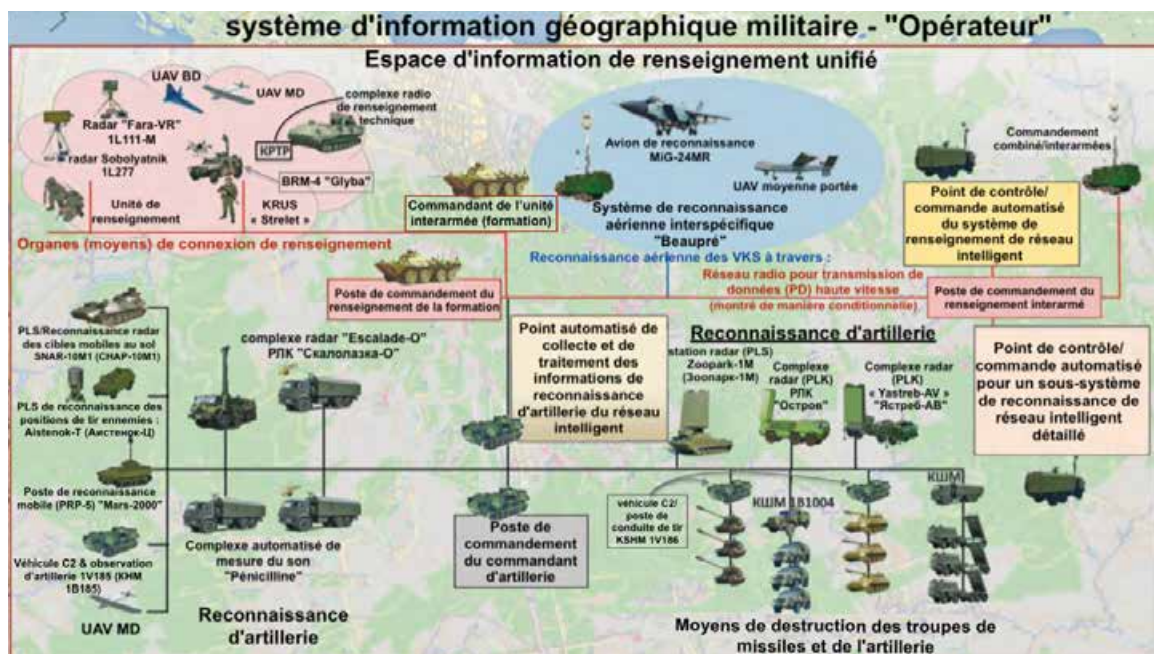 système d'information géographique militaire - "Opérateur"
Espace d'information de renseignement unifié
UAV BD
UAV MD
complexe radio
de renseignement
technique
Radar "Fara-VR"
1L111-M
КРТР
radar Sobolyatnik
1L277
BRM-4 "Glyba"
Unité de
renseignement
KRUS
« Strelet »
Organes (moyens) de connexion de renseignement
Commandant de l'unité
interarmée (formation)
Poste de commandement du
renseignement de la formation
Avion de reconnaissance
MiG-24MR
UAV moyenne portée
Système de reconnaissance
aérienne interspécifique
"Beaupré"
Reconnaissance aérienne des VKS à travers :
Réseau radio pour transmission de
données (PD) haute vitesse
(montré de manière conditionnelle)
Commandement
combiné/interarmées
Point de contrôle/
commande automatisé
du système de
renseignement de réseau
intelligent
Poste de commandement du
renseignement interarmé
PLS/Reconnaissance radar
des cibles mobiles au sol
SNAR-10M1 (СНАР-10М1)
PLS de reconnaissance des
positions de tir ennemies :
Aistenok-T (Аистенок-Ц)
Poste de reconnaissance
mobile (PRP-5) "Mars-2000"
Véhicule C2 & observation
d'artillerie 1V185 (KHM
1B185)
UAV MD
complexe radar "Escalade-O"
РЛК "Скалолазка-О"
Complexe automatisé de
mesure du son
"Pénicilline"
Reconnaissance
d'artillerie
Point automatisé de
collecte et de
traitement des
informations de
reconnaissance
d'artillerie du réseau
intelligent
Poste de
commandement
du commandant
d'artillerie
Reconnaissance d'artillerie
station radar (PLS)
Zoopark-1M
(Зоопарк-1М)
Complexe
radar (PLK)
РЛК
"Остров"
Complexe radar
(PLK)
« Yastreb-AV »
"Ястреб-АВ"
Point de contrôle/
commande automatisé
pour un sous-système
de reconnaissance de
réseau intelligent
détaillé
véhicule C2/
poste de
conduite de tir
KSHM 1V186
КШМ 1В1004
КШМ
Moyens de destruction des troupes de
missiles et de l'artillerie